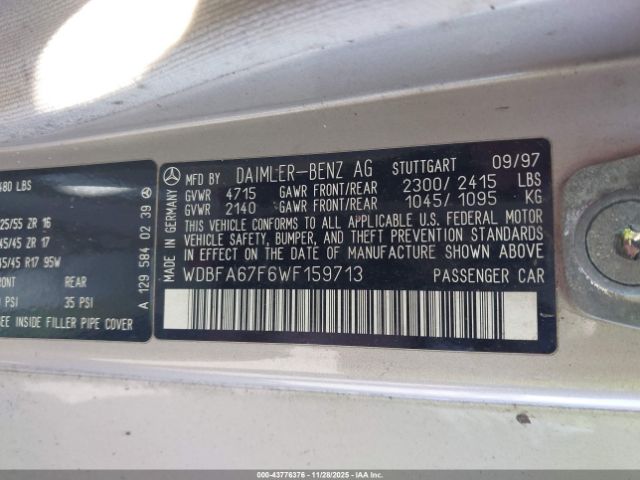 480 LBS
25/55 ZR 16
45/45 ZR 17
45/45 R17 95W
REAR
PSI 35 PSI
SEE INSIDE FILLER PIPE COVER
A 129 584 02 39
MADE IN GERMANY
MFD BY DAIMLER-BENZ AG STUTTGART 09/97
GVWR 4715 GAWR FRONT/REAR 2300/2415 LBS
GVWR 2140 GAWR FRONT/REAR 1045/1095 KG
THIS VEHICLE CONFORMS TO ALL APPLICABLE U.S. FEDERAL MOTOR
VEHICLE SAFETY, BUMPER, AND THEFT PREVENTION STANDARDS
IN EFFECT ON THE DATE OF MANUFACTURE SHOWN ABOVE.
WDBFA67F6WF159713 PASSENGER CAR
000-43776376 | 11/28/2025 - IAAI.COM